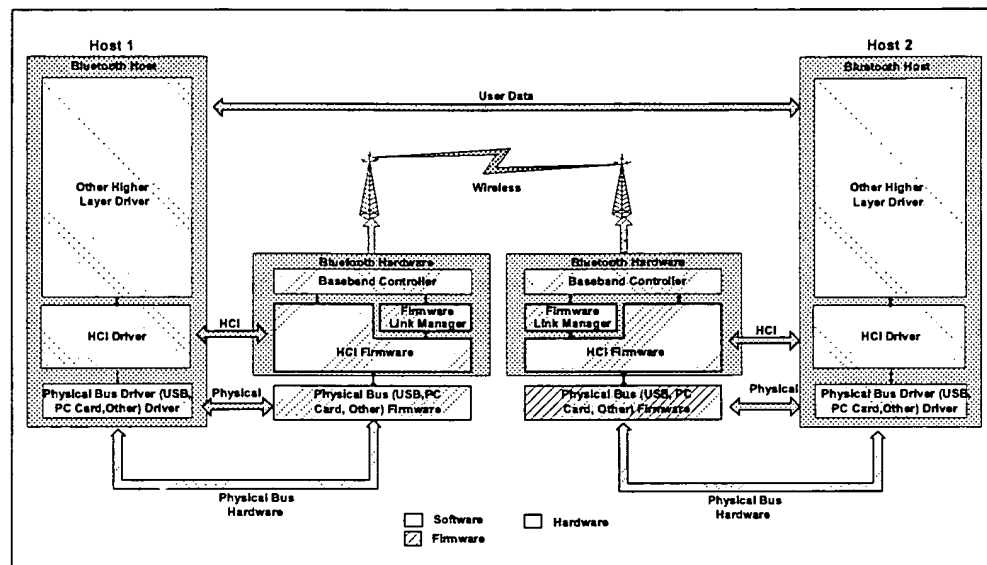 Host 1
Host 2
Bluetooth Host
Bluetooth Host
User Data
Wireless
Other Higher
Layer Driver
Other Higher
Layer Driver
Bluetooth Hardware
Bluetooth Hardware
Baseband Controller
Baseband Controller
HCI Driver
HCI
Firmware
Link Manager
HCI Firmware
Firmware
Link Manager
HCI Firmware
HCI
HCI Driver
Physical Bus Driver (USB,
PC Card,Other) Driver
Physical
Physical Bus (USB,PC
Card, Other) Firmware
Physical Bus (USB, PC
Card, Other) Firmware
Physical
Physical Bus Driver (USB,
PC Card,Other) Driver
Physical Bus
Hardware
Physical Bus
Hardware
Software
Hardware
Firmware